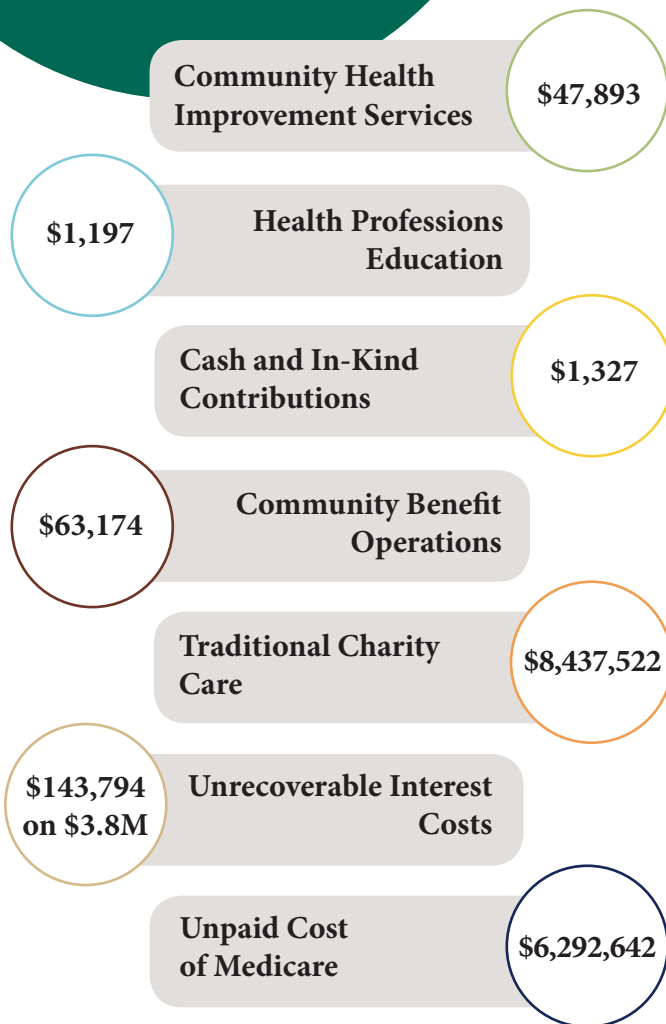 Community Health
Improvement Services
$47,893
$1,197
Health Professions
Education
Cash and In-Kind
Contributions
$1,327
$63,174
Community Benefit
Operations
Traditional Charity
Care
$8,437,522
$143,794
on $3.8M
Unrecoverable Interest
Costs
Unpaid Cost
of Medicare
$6,292,642